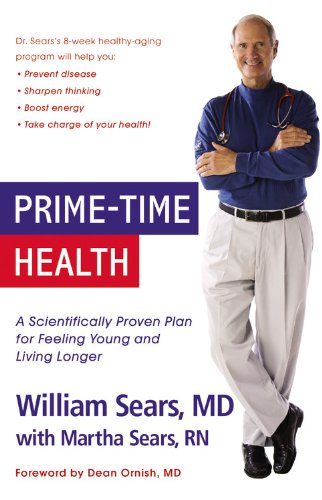 Dr. Sears's 8-week healthy-aging
program will help you:
• Prevent disease
• Sharpen thinking
• Boost energy
• Take charge of your health!
PRIME-TIME
HEALTH
A Scientifically Proven Plan
for Feeling Young and
Living Longer
William Sears, MD
with Martha Sears, RN
Foreword by Dean Ornish, MD